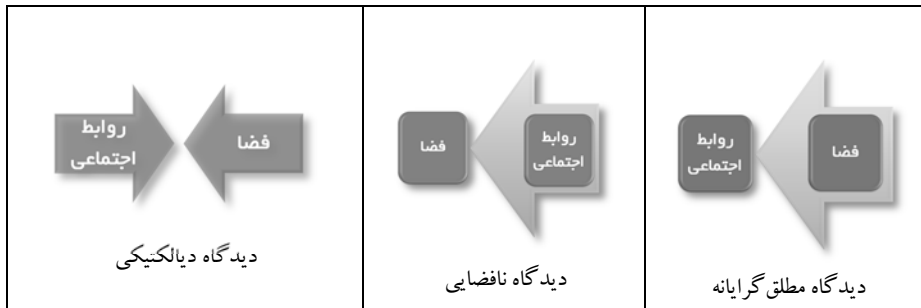 روابط
اجتماعی
فضا
دیدگاه مطلق‌گرایانه
روابط
اجتماعی
فضا
دیدگاه نافضایی
فضا
روابط
اجتماعی
دیدگاه دیالکتیکی